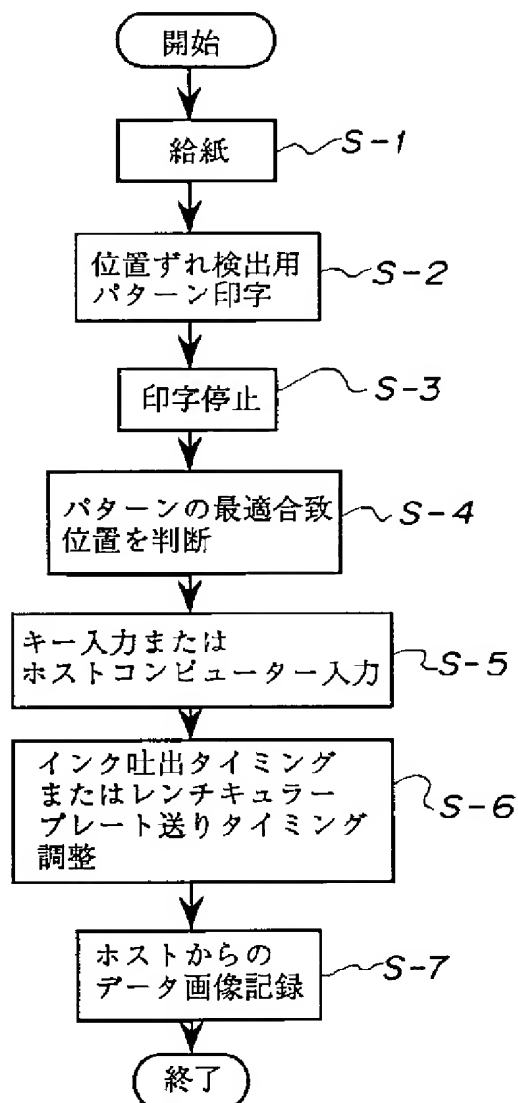 開始
給紙
S-1
位置ずれ検出用
パターン印字
S-2
印字停止
S-3
パターンの最適合致
位置を判断
S-4
キー入力または
ホストコンピューター入力
S-5
インク吐出タイミング
またはレンチキュラー
プレート送りタイミング
調整
S-6
ホストからの
データ画像記録
S-7
終了